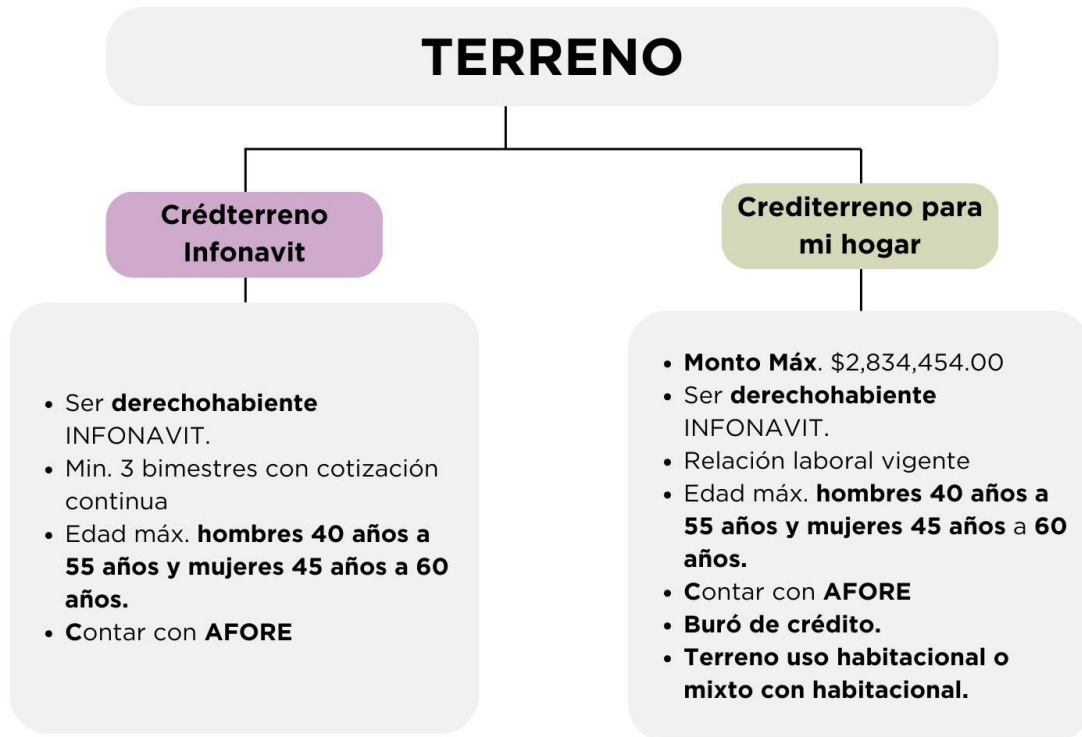 TERRENO
Crédterreno
Infonavit
• Ser derechohabiente
INFONAVIT.
• Min. 3 bimestres con cotización
continua
• Edad máx. hombres 40 años a
55 años y mujeres 45 años a 60
años.
• Contar con AFORE
Crediterreno para
mi hogar
• Monto Máx. $2,834,454.00
• Ser derechohabiente
INFONAVIT.
• Relación laboral vigente
• Edad máx. hombres 40 años a
55 años y mujeres 45 años a 60
años.
• Contar con AFORE
• Buró de crédito.
• Terreno uso habitacional o
mixto con habitacional.